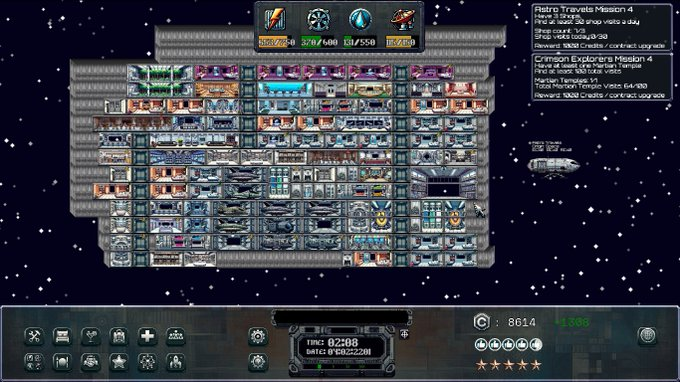 370/600
131/550
Astro Travels Mission 4
Have 3 Shops,
And at least 30 shop visits a day
Shop count: 1/3
Shop visits today:0/30
Reward: 1000 Credits / contract upgrade
Crimson Explorers Mission 4
Have at least one Martian Temple
And at least 100 total visits
Martian Temples: 1/1
Total Martian Temple Visits: 64/100
Reward: 1000 Credits / contract upgrade
TIME: 02:08
C : 8614 +1308